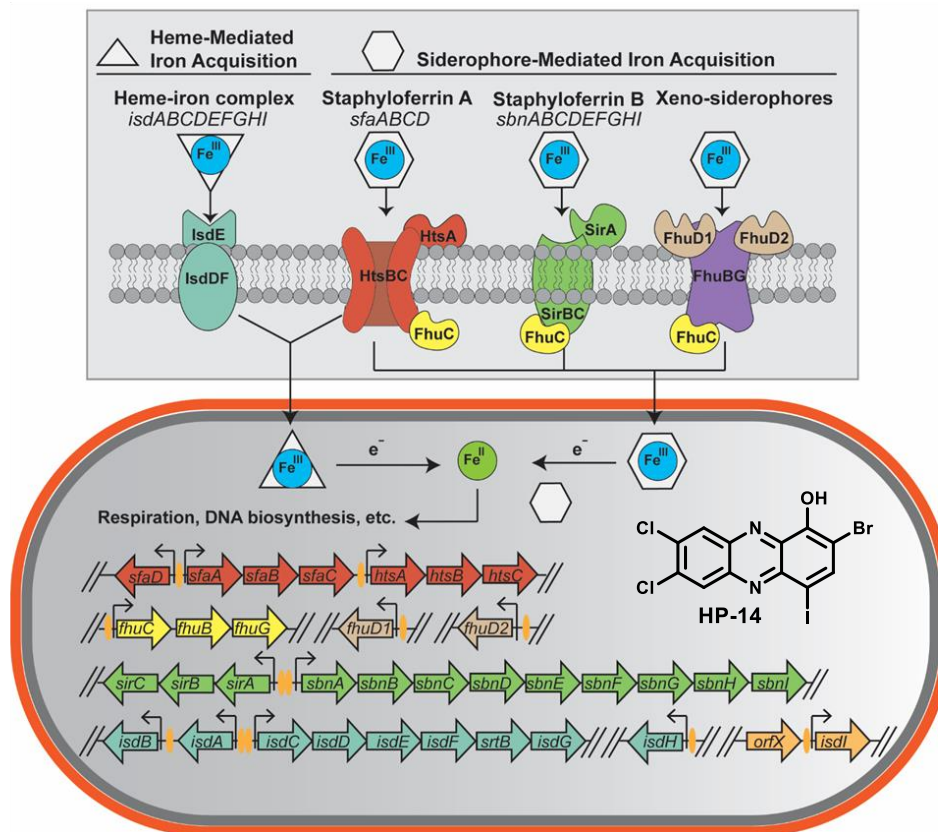 Heme-Mediated
Iron Acquisition
Siderophore-Mediated Iron Acquisition
Heme-iron complex
isdABCDEFGHI
Staphyloferrin A
sfaABCD
Staphyloferrin B
sbnABCDEFGHI
Xeno-siderophores
Fe III
Fe III
Fe III
Fe III
IsdE
HtsA
SirA
FhuD1
FhuD2
IsdDF
HtsBC
FhuBG
SirBC
FhuC
FhuC
FhuC
Fe III
e⁻
Fe II
e⁻
Fe III
Respiration, DNA biosynthesis, etc.
OH
Cl
N
Br
Cl
N
I
HP-14
sfaD sfaA sfaB sfaC htsA htsB htsC
fhuC fhuB fhuG fhuD1 fhuD2
sirC sirB sirA sbnA sbnB sbnC sbnD sbnE sbnF sbnG sbnH sbnI
isdB isdA isdC isdD isdE isdF srtB isdG isdH orfX isdI